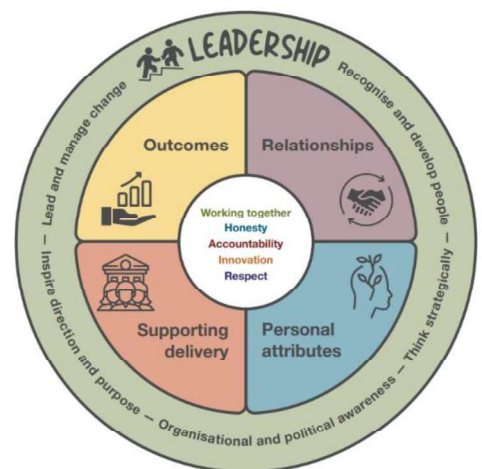 LEADERSHIP
Recognise and develop people — Think strategically — Organisational and political awareness — Inspire direction and purpose — Lead and manage change
Outcomes
Relationships
Working together
Honesty
Accountability
Innovation
Respect
Supporting
delivery
Personal
attributes